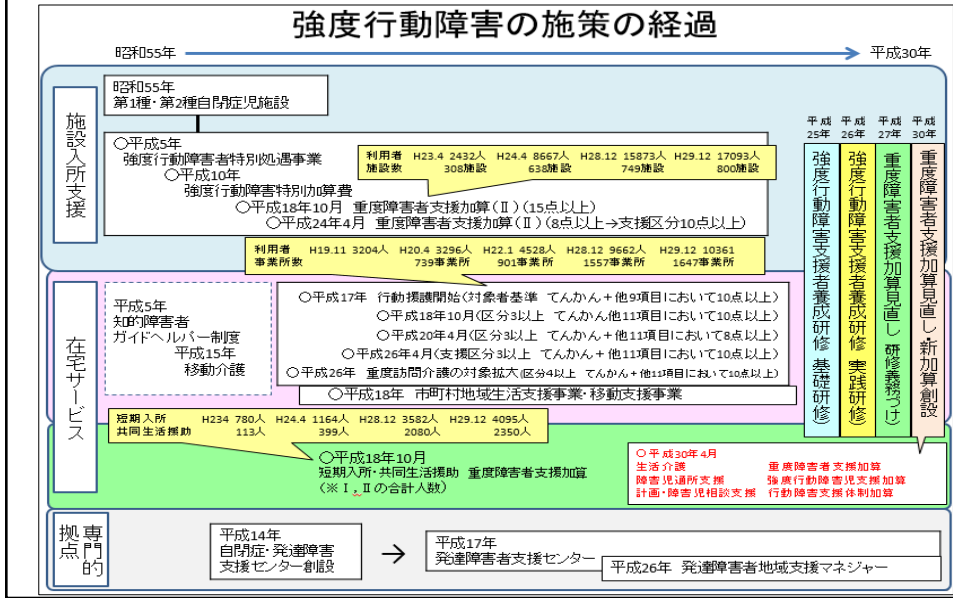 強度行動障害の施策の経過
昭和55年
平成30年
施設入所支援
昭和55年
第1種・第2種自閉症児施設
○平成5年
強度行動障害者特別処遇事業
○平成10年
強度行動障害特別加算費
○平成18年10月 重度障害者支援加算(Ⅱ)(15点以上)
○平成24年4月 重度障害者支援加算(Ⅱ)(8点以上→支援区分10点以上)
利用者 H23.4 2432人 H24.4 8667人 H28.12 15873人 H29.12 17093人
施設数 308施設 638施設 749施設 800施設
利用者 H19.11 3204人 H20.4 3296人 H22.1 4528人 H28.12 9662人 H29.12 10361
事業所数 739事業所 901事業所 1557事業所 1647事業所
在宅サービス
平成5年
知的障害者
ガイドヘルパー制度
平成15年
移動介護
○平成17年 行動援護開始(対象者基準 てんかん+他9項目において10点以上)
○平成18年10月(区分3以上 てんかん他11項目において10点以上)
○平成20年4月(区分3以上 てんかん+他11項目において8点以上)
○平成26年4月(支援区分3以上 てんかん+他11項目において10点以上)
○平成26年 重度訪問介護の対象拡大(区分4以上 てんかん+他11項目において10点以上)
○平成18年 市町村地域生活支援事業・移動支援事業
短期入所 H234 780人 H24.4 1164人 H28.12 3582人 H29.12 4095人
共同生活援助 113人 399人 2080人 2350人
○平成18年10月
短期入所・共同生活援助 重度障害者支援加算
(※Ⅰ,Ⅱの合計人数)
平成25年
強度行動障害支援者養成研修(基礎研修)
平成26年
強度行動障害支援者養成研修(実践研修)
平成27年
重度障害者支援加算見直し(研修義務づけ)
平成30年
重度障害者支援加算見直し・新加算創設
○平成30年4月
生活介護 重度障害者支援加算
障害児通所支援 強度行動障害児支援加算
計画・障害児相談支援 行動障害支援体制加算
専門的
拠点
平成14年
自閉症・発達障害
支援センター創設
→
平成17年
発達障害者支援センター
平成26年 発達障害者地域支援マネジャー